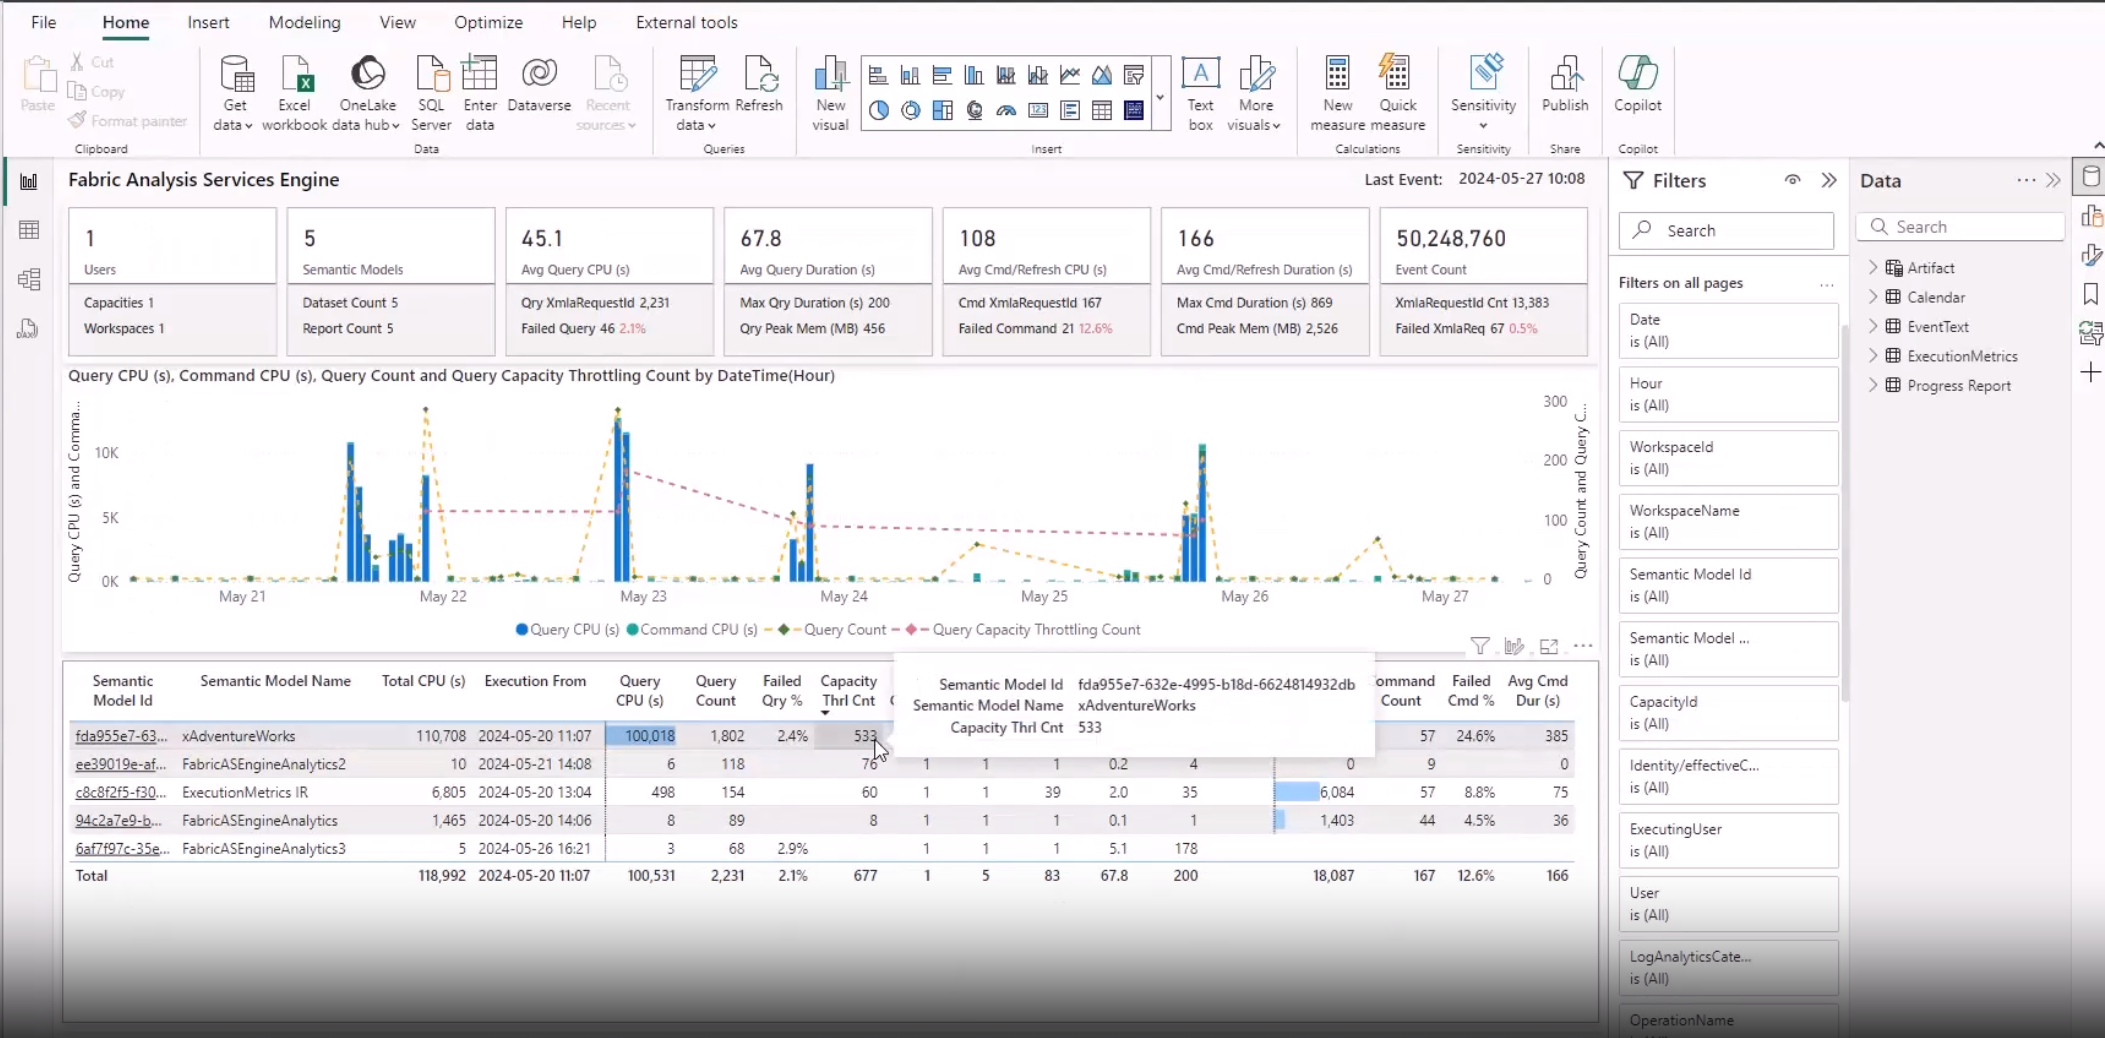 File Home Insert Modeling View Optimize Help External tools
Paste
Cut
Copy
Format painter
Clipboard
Get data
Excel workbook
OneLake data hub
SQL Server
Enter data
Dataverse
Recent sources
Data
Transform data
Refresh
Queries
New visual
123
Text box
More visuals
Insert
New measure
Quick measure
Calculations
Sensitivity
Sensitivity
Publish
Share
Copilot
Copilot
Fabric Analysis Services Engine
Last Event: 2024-05-27 10:08
1
Users
Capacities 1
Workspaces 1
5
Semantic Models
Dataset Count 5
Report Count 5
45.1
Avg Query CPU (s)
Qry XmlaRequestId 2,231
Failed Query 46 2.1%
67.8
Avg Query Duration (s)
Max Qry Duration (s) 200
Qry Peak Mem (MB) 456
108
Avg Cmd/Refresh CPU (s)
Cmd XmlaRequestId 167
Failed Command 21 12.6%
166
Avg Cmd/Refresh Duration (s)
Max Cmd Duration (s) 869
Cmd Peak Mem (MB) 2,526
50,248,760
Event Count
XmlaRequestId Cnt 13,383
Failed XmlaReq 67 0.5%
Query CPU (s), Command CPU (s), Query Count and Query Capacity Throttling Count by DateTime(Hour)
Query CPU (s) and Comma...
10K
5K
0K
300
200
100
0
Query Count and Query C...
May 21 May 22 May 23 May 24 May 25 May 26 May 27
Query CPU (s) Command CPU (s) Query Count Query Capacity Throttling Count
Semantic Model Id Semantic Model Name Total CPU (s) Execution From Query CPU (s) Query Count Failed Qry % Capacity Thrl Cnt ommand Count Failed Cmd % Avg Cmd Dur (s)
Semantic Model Id fda955e7-632e-4995-b18d-6624814932db
Semantic Model Name xAdventureWorks
Capacity Thrl Cnt 533
fda955e7-63... xAdventureWorks 110,708 2024-05-20 11:07 100,018 1,802 2.4% 533 57 24.6% 385
ee39019e-af... FabricASEngineAnalytics2 10 2024-05-21 14:08 6 118 76 1 1 1 0.2 4 0 9 0
c8c8f2f5-f30... ExecutionMetrics IR 6,805 2024-05-20 13:04 498 154 60 1 1 39 2.0 35 6,084 57 8.8% 75
94c2a7e9-b... FabricASEngineAnalytics 1,465 2024-05-20 14:06 8 89 8 1 1 1 0.1 1 1,403 44 4.5% 36
6af7f97c-35e... FabricASEngineAnalytics3 5 2024-05-26 16:21 3 68 2.9% 1 1 1 5.1 178
Total 118,992 2024-05-20 11:07 100,531 2,231 2.1% 677 1 5 83 67.8 200 18,087 167 12.6% 166
Filters
Search
Filters on all pages
Date
is (All)
Hour
is (All)
WorkspaceId
is (All)
WorkspaceName
is (All)
Semantic Model Id
is (All)
Semantic Model ...
is (All)
CapacityId
is (All)
Identity/effectiveC...
is (All)
ExecutingUser
is (All)
User
is (All)
LogAnalyticsCate...
is (All)
OperationName
Data
Search
Artifact
Calendar
EventText
ExecutionMetrics
Progress Report